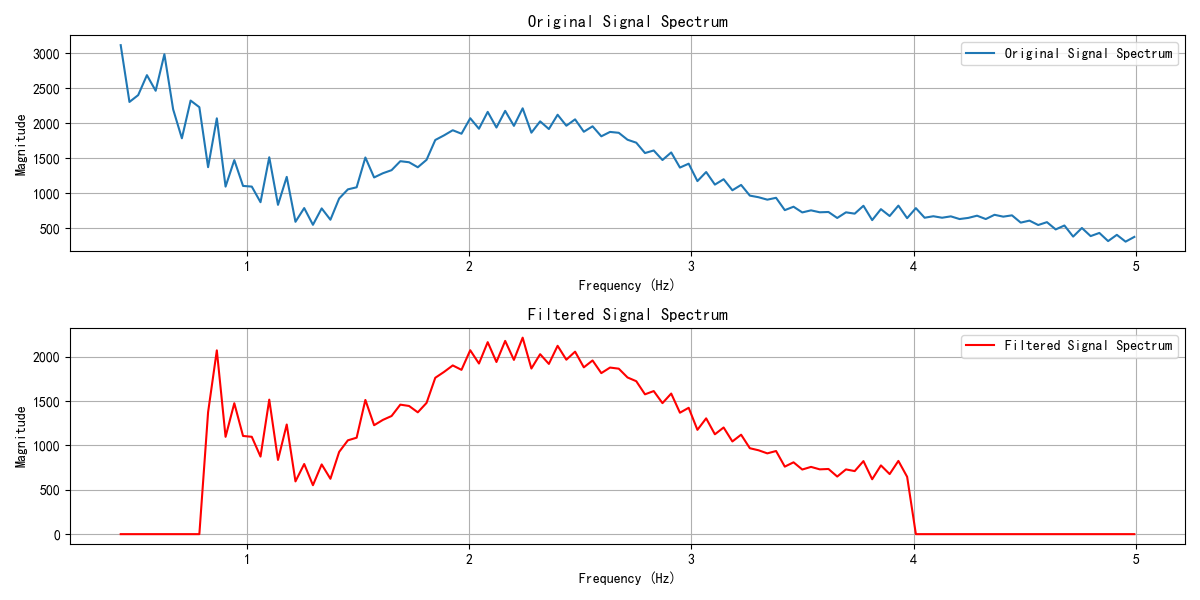 Original Signal Spectrum
Original Signal Spectrum
3000
2500
2000
1500
1000
500
Magnitude
1 2 3 4 5
Frequency (Hz)
Filtered Signal Spectrum
Filtered Signal Spectrum
2000
1500
1000
500
0
Magnitude
1 2 3 4 5
Frequency (Hz)